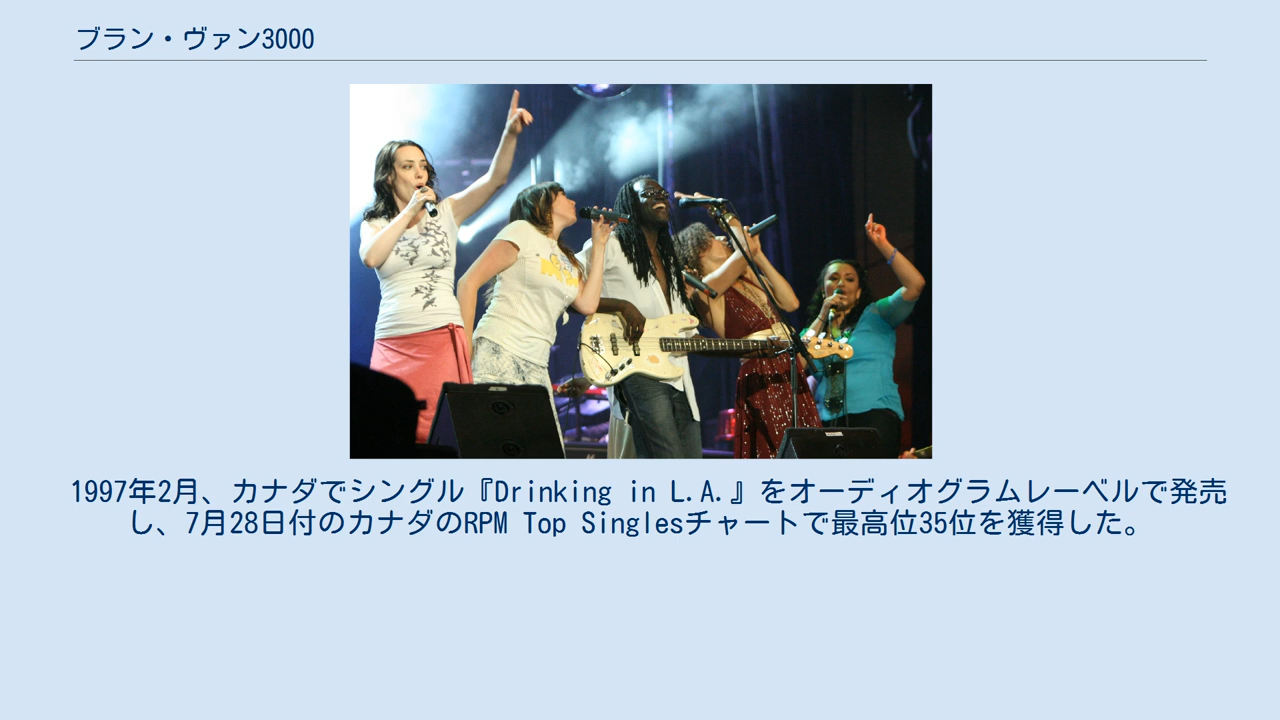 ブラン・ヴァン3000
1997年2月、カナダでシングル『Drinking in L.A.』をオーディオグラムレーベルで発売
し、7月28日付のカナダのRPM Top Singlesチャートで最高位35位を獲得した。